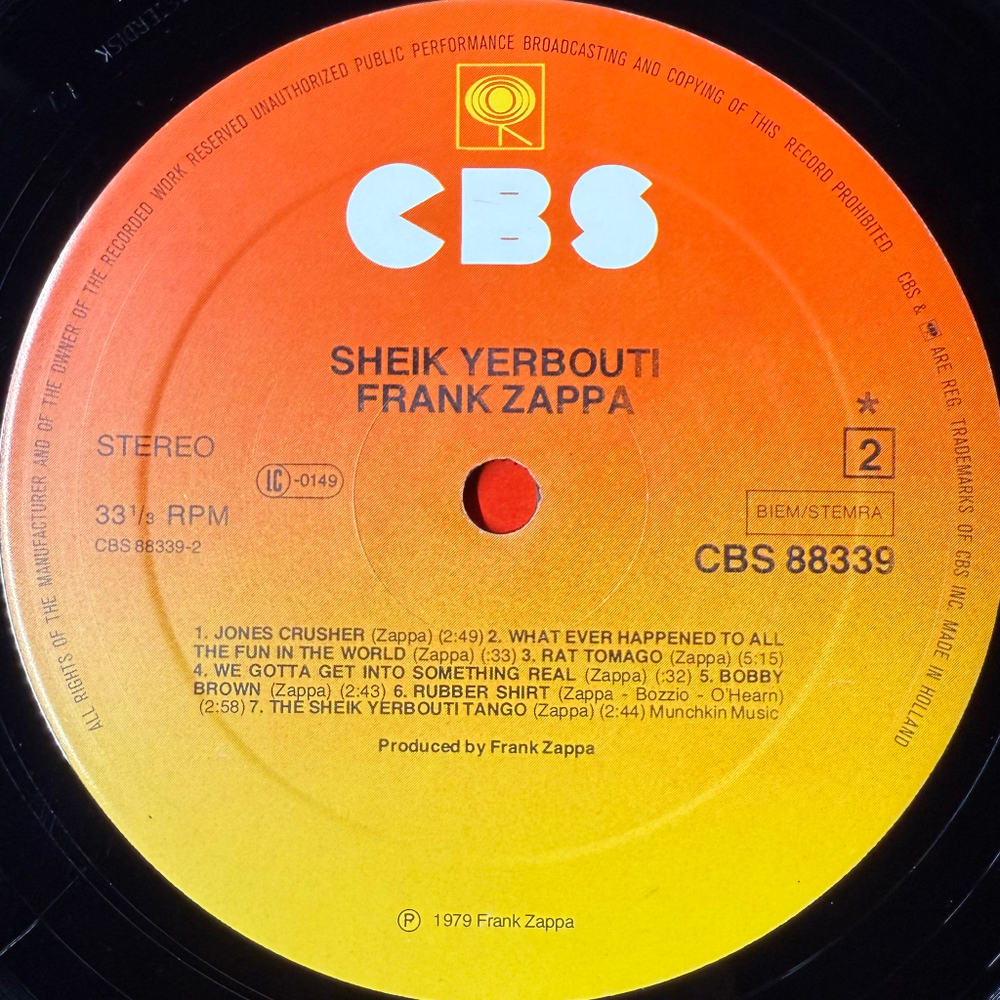 MASTERDISK
ALL RIGHTS OF THE MANUFACTURER AND OF THE OWNER OF THE RECORDED WORK RESERVED UNAUTHORIZED PUBLIC PERFORMANCE BROADCASTING AND COPYING OF THIS RECORD PROHIBITED
CBS & ARE REG. TRADEMARKS OF CBS INC. MADE IN HOLLAND
CBS
SHEIK YERBOUTI
FRANK ZAPPA
STEREO
LC-0149
33 1/3 RPM
CBS 88339-2
*
2
BIEM/STEMRA
CBS 88339
1. JONES CRUSHER (Zappa) (2:49) 2. WHAT EVER HAPPENED TO ALL
THE FUN IN THE WORLD (Zappa) (:33) 3. RAT TOMAGO (Zappa) (5:15)
4. WE GOTTA GET INTO SOMETHING REAL (Zappa) (:32) 5. BOBBY
BROWN (Zappa) (2:43) 6. RUBBER SHIRT (Zappa - Bozzio - O'Hearn)
(2:58) 7. THE SHEIK YERBOUTI TANGO (Zappa) (2:44) Munchkin Music
Produced by Frank Zappa
Ⓟ 1979 Frank Zappa